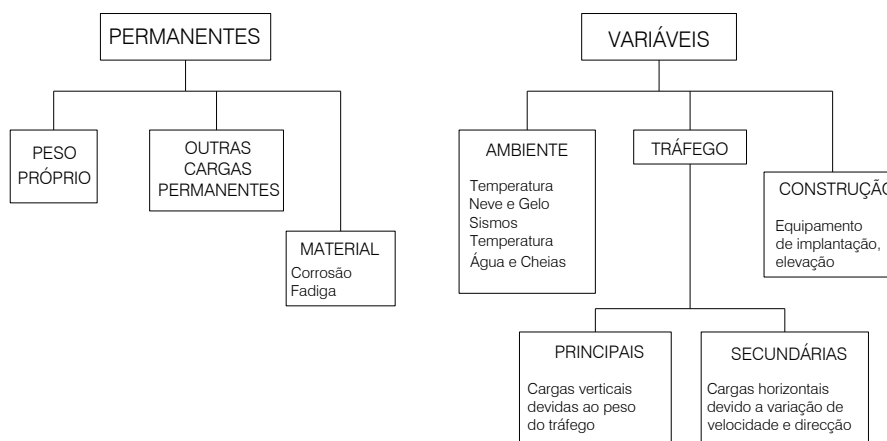 PERMANENTES
PESO
PRÓPRIO
OUTRAS
CARGAS
PERMANENTES
MATERIAL
Corrosão
Fadiga
VARIÁVEIS
AMBIENTE
Temperatura
Neve e Gelo
Sismos
Temperatura
Água e Cheias
TRÁFEGO
CONSTRUÇÃO
Equipamento
de implantação,
elevação
PRINCIPAIS
Cargas verticais
devidas ao peso
do tráfego
SECUNDÁRIAS
Cargas horizontais
devido a variação de
velocidade e direcção